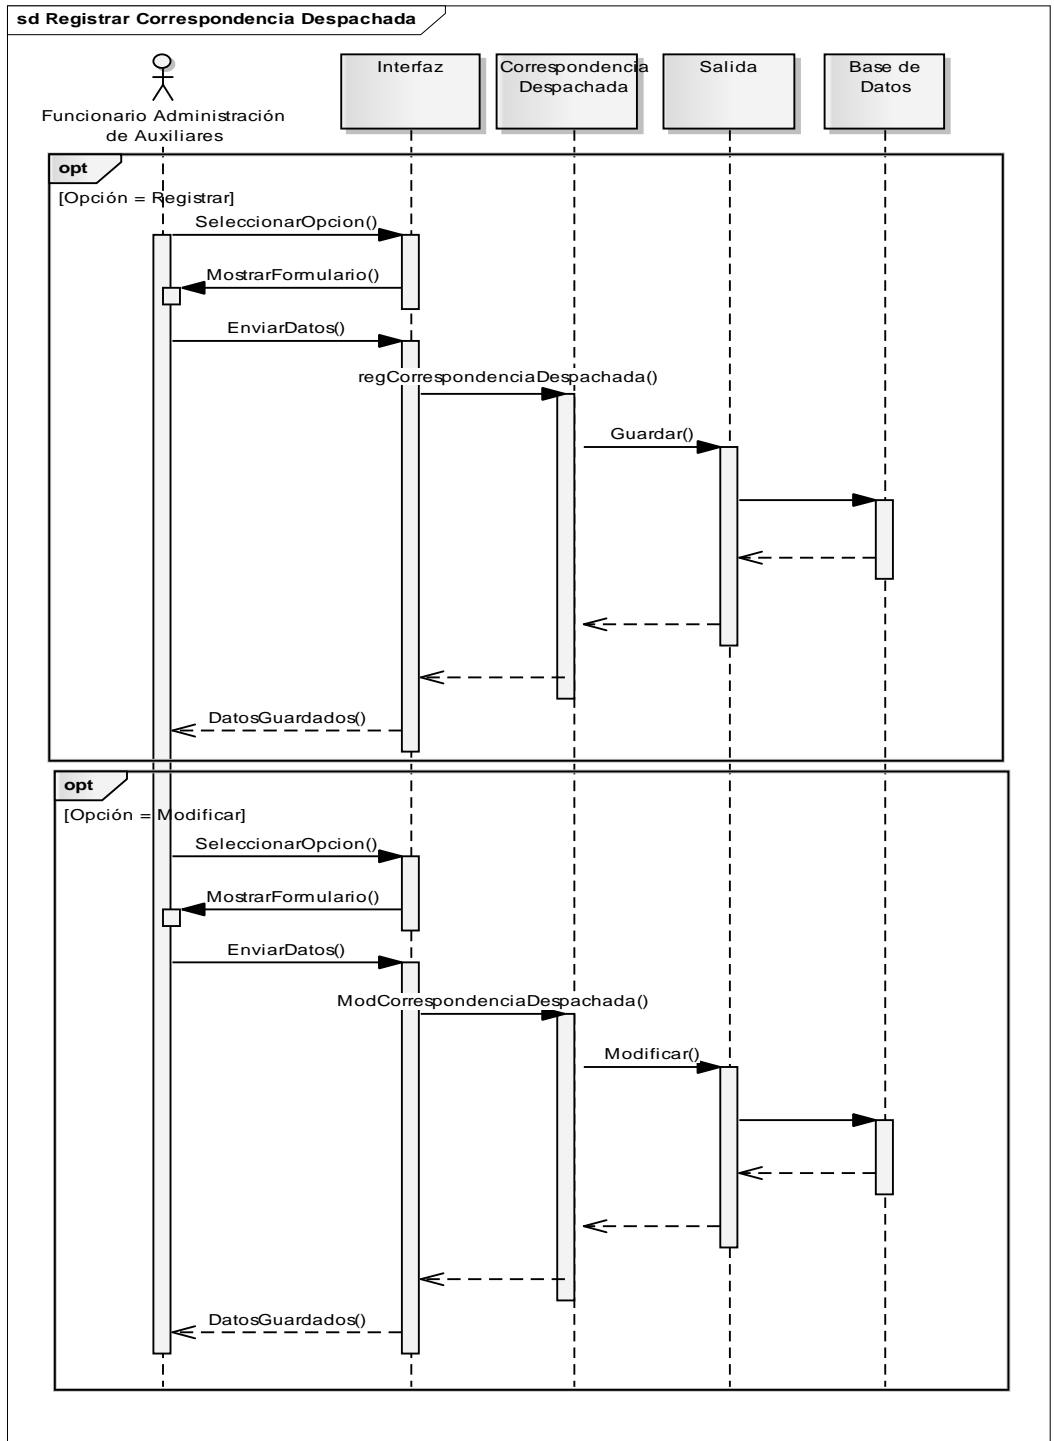 sd Registrar Correspondencia Despachada
Funcionario Administración
de Auxiliares
Interfaz
Correspondencia
Despachada
Salida
Base de
Datos
opt
[Opción = Registrar]
SeleccionarOpcion()
MostrarFormulario()
EnviarDatos()
regCorrespondenciaDespachada()
Guardar()
DatosGuardados()
opt
[Opción = Modificar]
SeleccionarOpcion()
MostrarFormulario()
EnviarDatos()
ModCorrespondenciaDespachada()
Modificar()
DatosGuardados()